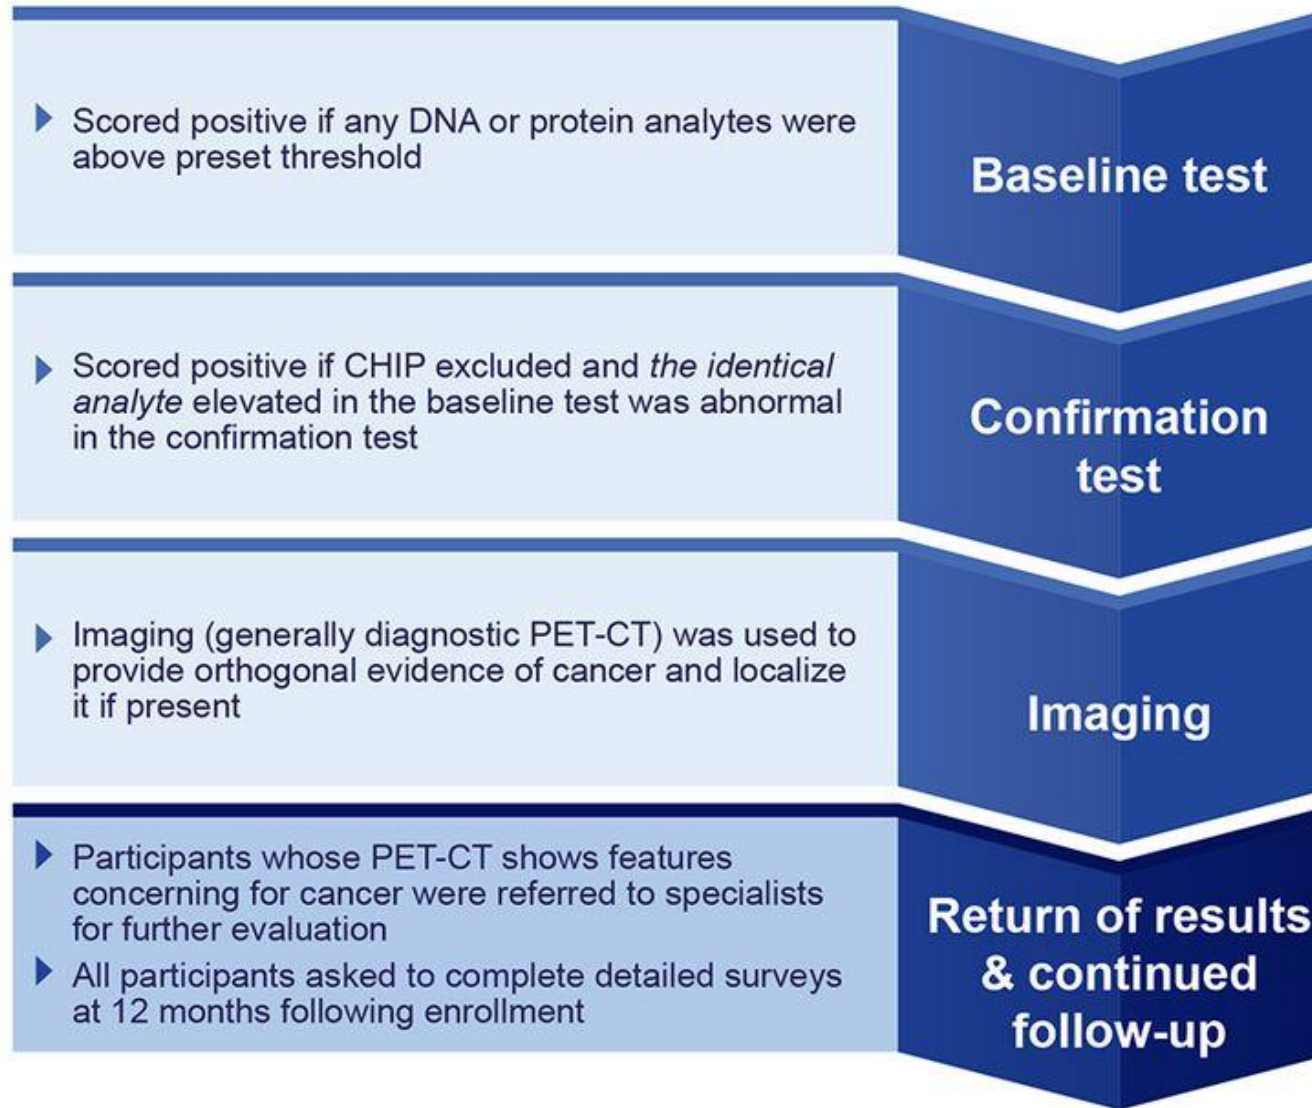 Scored positive if any DNA or protein analytes were
above preset threshold
Baseline test
Scored positive if CHIP excluded and the identical
analyte elevated in the baseline test was abnormal
in the confirmation test
Confirmation
test
Imaging (generally diagnostic PET-CT) was used to
provide orthogonal evidence of cancer and localize
it if present
Imaging
Participants whose PET-CT shows features
concerning for cancer were referred to specialists
for further evaluation
All participants asked to complete detailed surveys
at 12 months following enrollment
Return of results
& continued
follow-up